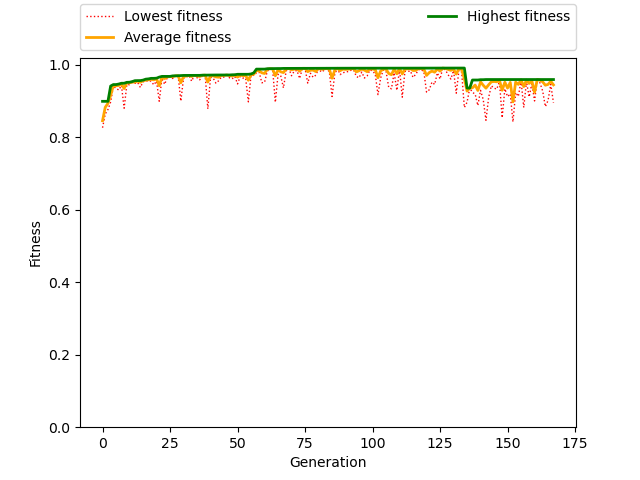 Lowest fitness
Average fitness
Highest fitness
1.0
0.8
0.6
0.4
0.2
0.0
Fitness
0 25 50 75 100 125 150 175
Generation